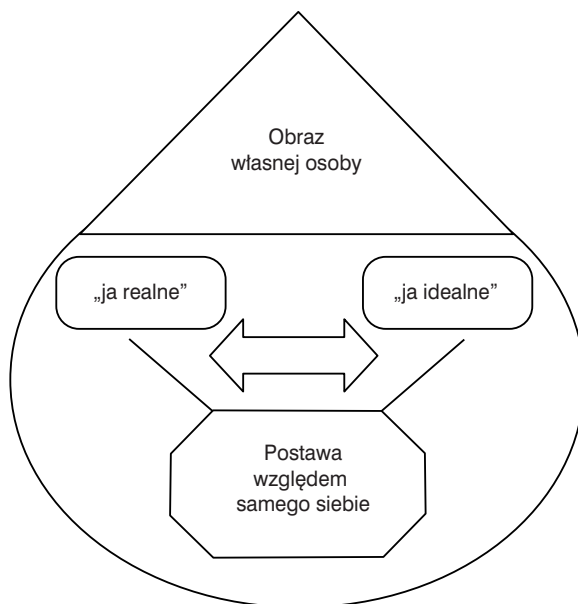 Obraz
własnej osoby
„ja realne”
„ja idealne”
Postawa
względem
samego siebie